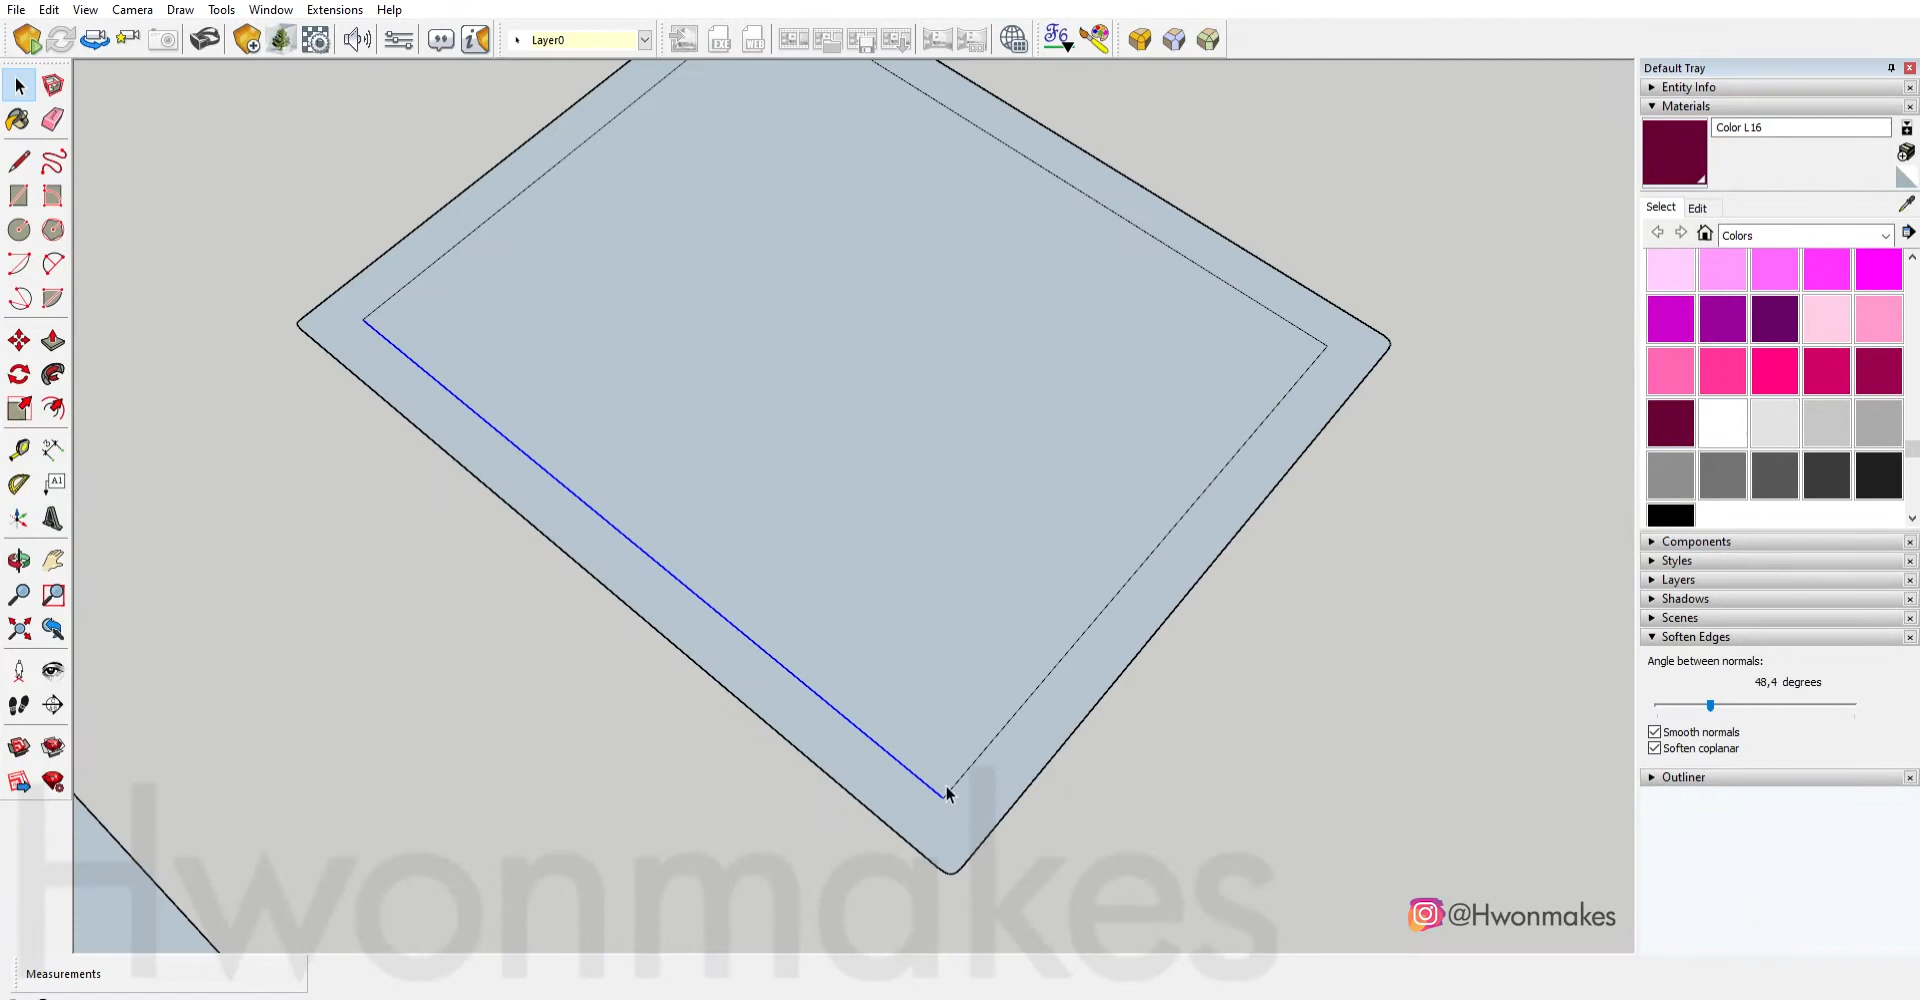 File Edit View Camera Draw Tools Window Extensions Help
Layer0
Default Tray
Entity Info
Materials
Color L16
Select Edit
Colors
Components
Styles
Layers
Shadows
Scenes
Soften Edges
Angle between normals:
48,4 degrees
Smooth normals
Soften coplanar
Outliner
A1
Hwonmakes
@Hwonmakes
Measurements